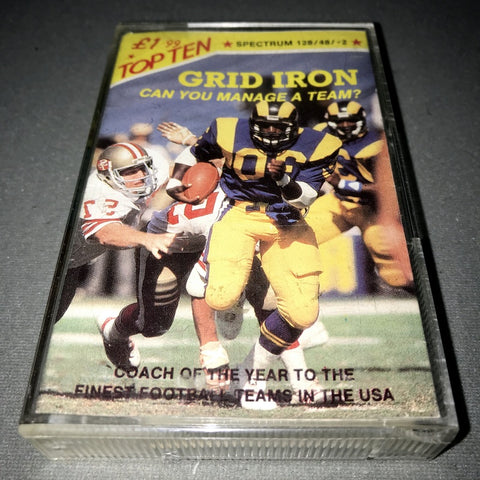 £1.99
★ TOP TEN
★ SPECTRUM 128/48/-2 ★
GRID IRON
CAN YOU MANAGE A TEAM?
COACH OF THE YEAR TO THE
FINEST FOOTBALL TEAMS IN THE USA